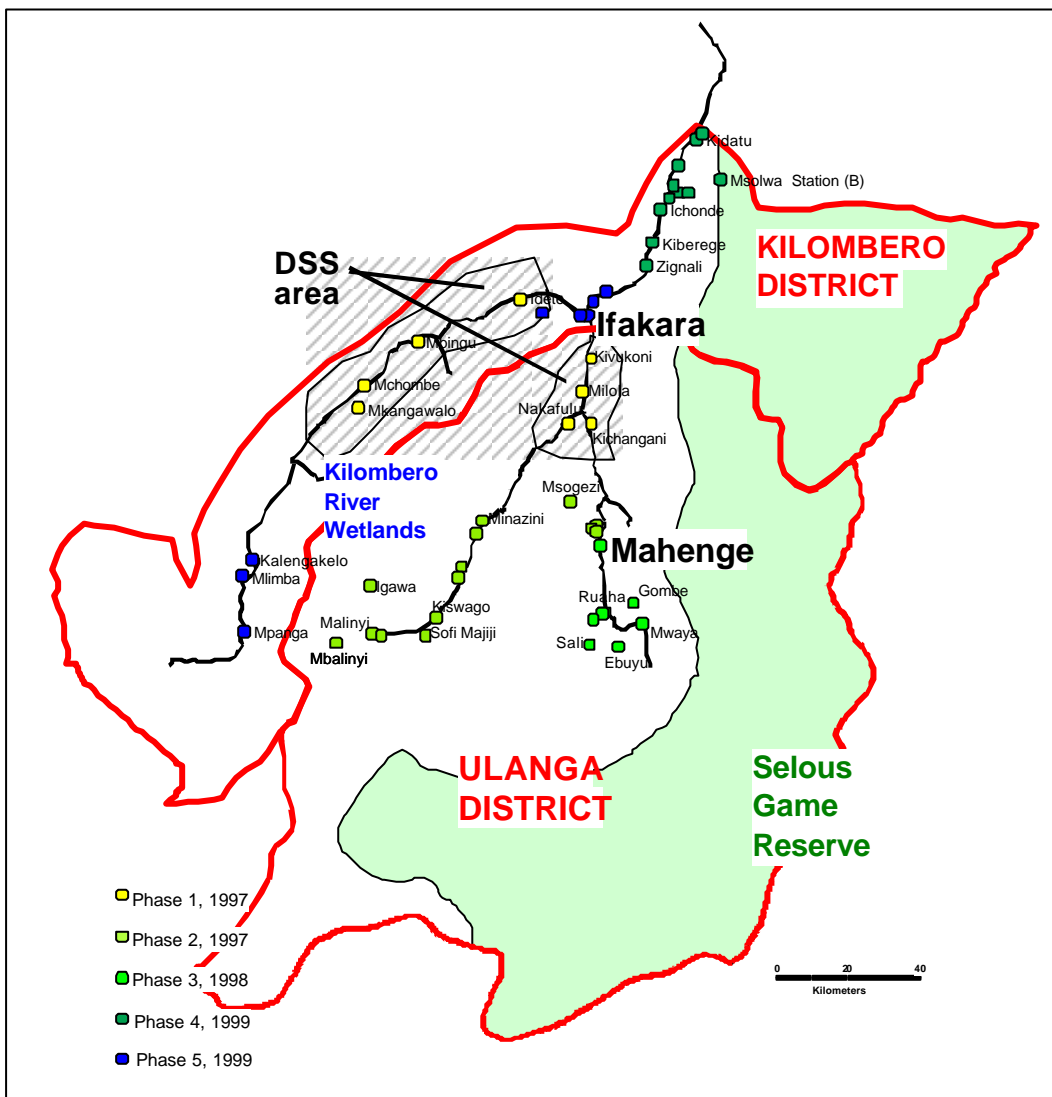 Kidatu
Msolwa Station (B)
Ichonde
KILOMBERO
DISTRICT
Kiberege
DSS
area
Zignali
Idete
Ifakara
Mpingu
Kivukoni
Mchombe
Milola
Mkangawalo
Nakafulu
Kichangani
Kilombero
River
Wetlands
Msogezi
Minazini
Mahenge
Kalengakelo
Mlimba
Igawa
Gombe
Ruaha
Kiswago
Malinyi
Mpanga
Sofi Majiji
Mwaya
Sali
Mbalinyi
Ebuyu
ULANGA
DISTRICT
Selous
Game
Reserve
Phase 1, 1997
Phase 2, 1997
Phase 3, 1998
Phase 4, 1999
Phase 5, 1999
0 20 40
Kilometers